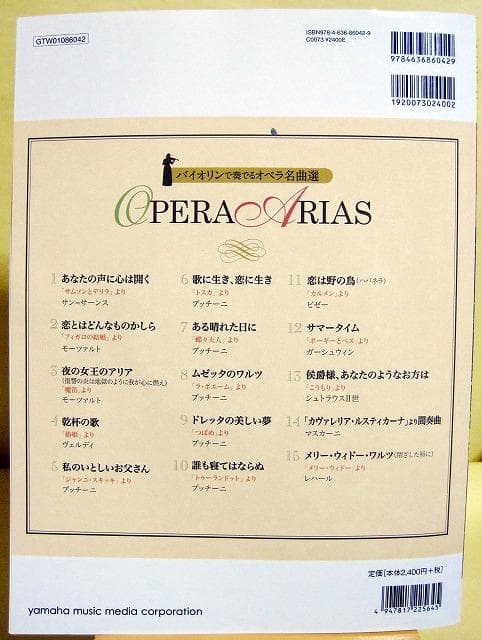 GTW01086042
ISBN978-4-636-86042-9
C0073 ¥2400E
9784636860429
1920073024002
バイオリンで奏でるオペラ名曲選
OPERA ARIAS
1 あなたの声に心は開く
「サムソンとデリラ」より
サン=サーンス
2 恋とはどんなものかしら
「フィガロの結婚」より
モーツァルト
3 夜の女王のアリア
(復讐の炎は地獄のように我が心に燃え)
「魔笛」より
モーツァルト
4 乾杯の歌
「椿姫」より
ヴェルディ
5 私のいとしいお父さん
「ジャンニ・スキッキ」より
プッチーニ
6 歌に生き、恋に生き
「トスカ」より
プッチーニ
7 ある晴れた日に
「蝶々夫人」より
プッチーニ
8 ムゼッタのワルツ
「ラ・ボエーム」より
プッチーニ
9 ドレッタの美しい夢
「つばめ」より
プッチーニ
10 誰も寝てはならぬ
「トゥーランドット」より
プッチーニ
11 恋は野の鳥(ハバネラ)
「カルメン」より
ビゼー
12 サマータイム
「ポーギーとベス」より
ガーシュウィン
13 侯爵様、あなたのようなお方は
「こうもり」より
シュトラウスⅡ世
14 「カヴァレリア・ルスティカーナ」より間奏曲
マスカーニ
15 メリー・ウィドー・ワルツ(閉ざした唇に)
「メリー・ウィドー」より
レハール
定価[本体2,400円+税]
4 947817 225645
yamaha music media corporation